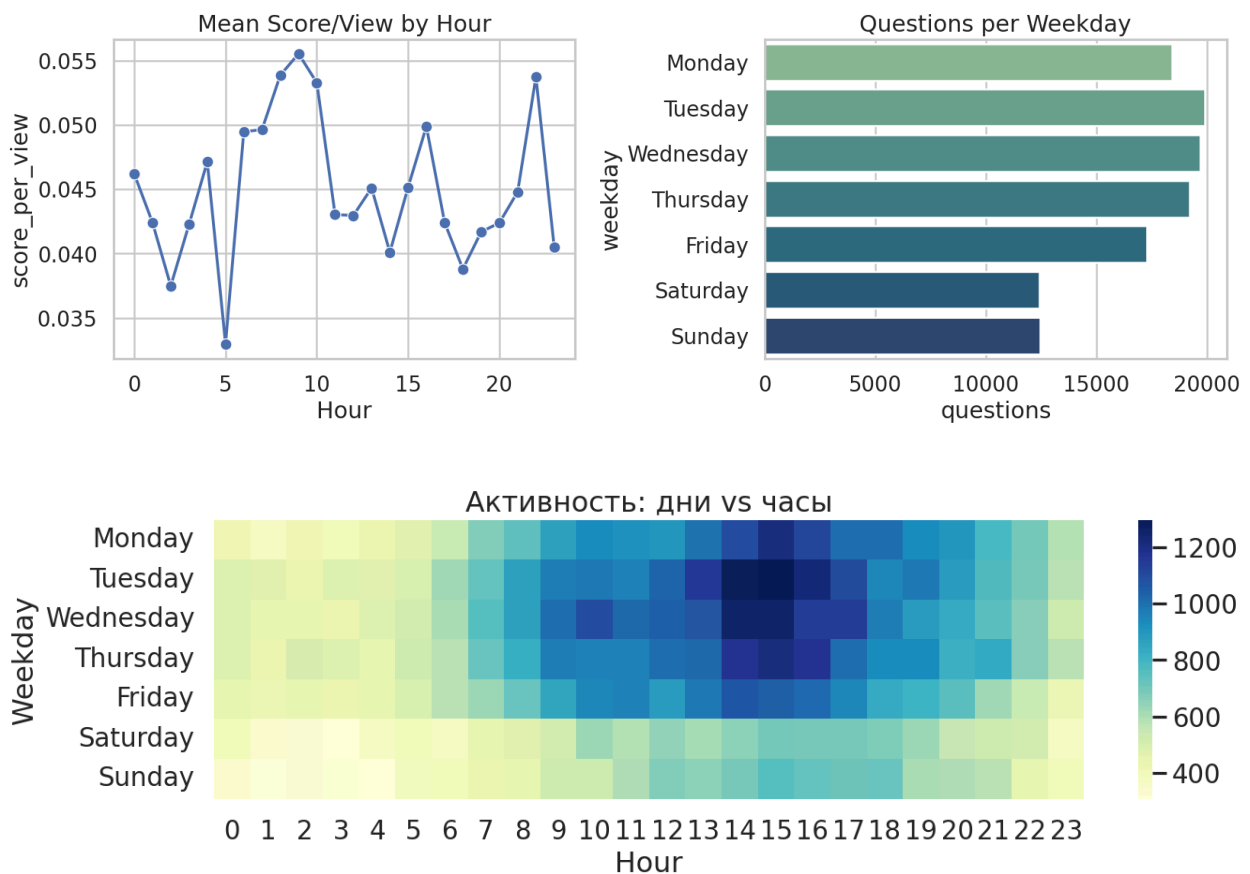 Mean Score/View by Hour
score_per_view
0.055
0.050
0.045
0.040
0.035
0 5 10 15 20
Hour
Questions per Weekday
weekday
Monday
Tuesday
Wednesday
Thursday
Friday
Saturday
Sunday
0 5000 10000 15000 20000
questions
Активность: дни vs часы
Weekday
Monday
Tuesday
Wednesday
Thursday
Friday
Saturday
Sunday
0 1 2 3 4 5 6 7 8 9 10 11 12 13 14 15 16 17 18 19 20 21 22 23
Hour
1200
1000
800
600
400